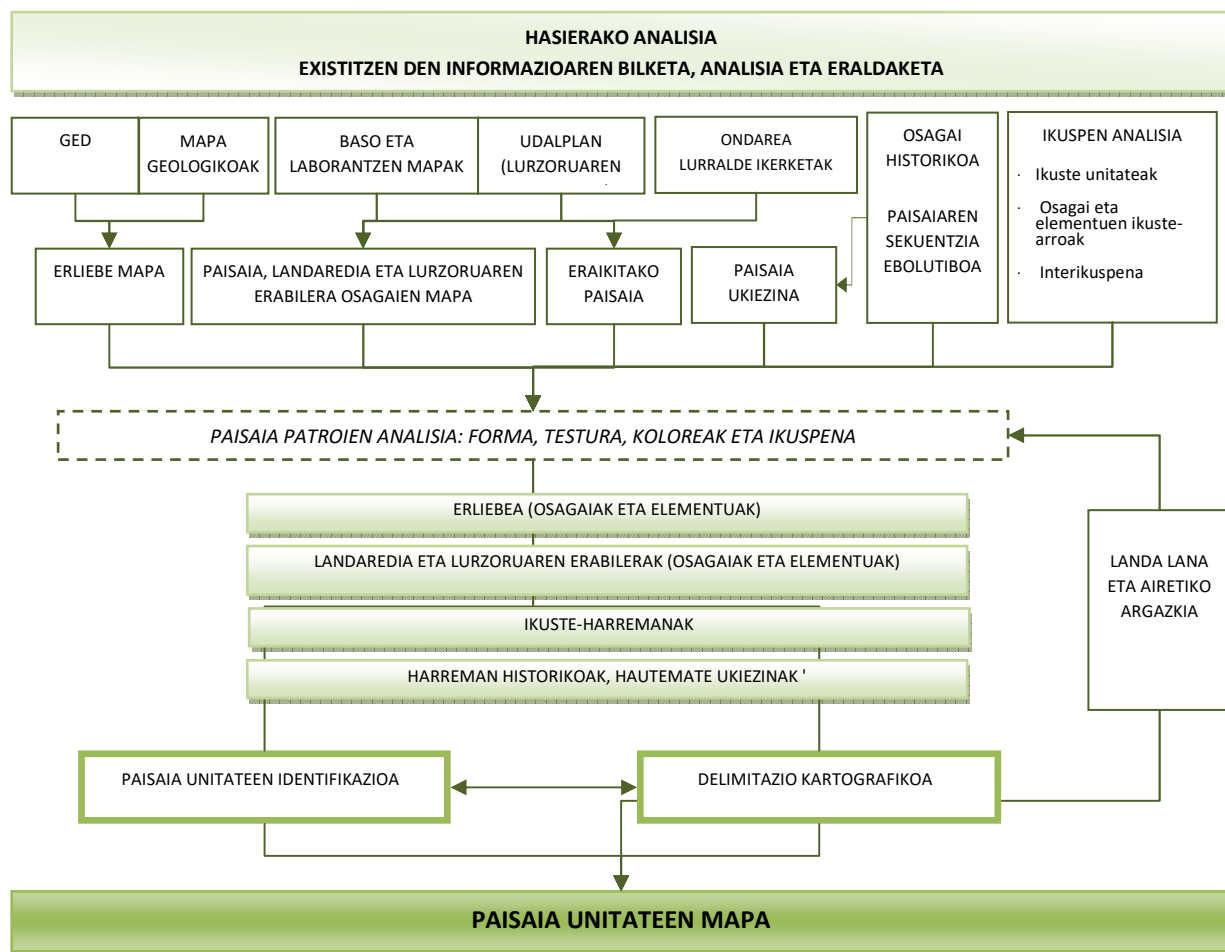 HASIERAKO ANALISIA
EXISTITZEN DEN INFORMAZIOAREN BILKETA, ANALISIA ETA ERALDAKETA
GED
MAPA
GEOLOGIKOAK
BASO ETA
LABORANTZEN MAPAK
UDALPLAN
(LURZORUAREN
ONDAREA
LURRALDE IKERKETAK
OSAGAI
HISTORIKOA
PAISAIAREN
SEKUENTZIA
EBOLUTIBOA
IKUSPEN ANALISIA
· Ikuste unitateak
· Osagai eta
elementuen ikuste-
arroak
· Interikuspena
ERLIEBE MAPA
PAISAIA, LANDAREDIA ETA LURZORUAREN
ERABILERA OSAGAIEN MAPA
ERAIKITAKO
PAISAIA
PAISAIA
UKIEZINA
PAISAIA PATROIEN ANALISIA: FORMA, TESTURA, KOLOREAK ETA IKUSPENA
ERLIEBEA (OSAGAIAK ETA ELEMENTUAK)
LANDAREDIA ETA LURZORUAREN ERABILERAK (OSAGAIAK ETA ELEMENTUAK)
IKUSTE-HARREMANAK
HARREMAN HISTORIKOAK, HAUTEMATE UKIEZINAK '
LANDA LANA
ETA AIRETIKO
ARGAZKIA
PAISAIA UNITATEEN IDENTIFIKAZIOA
DELIMITAZIO KARTOGRAFIKOA
PAISAIA UNITATEEN MAPA